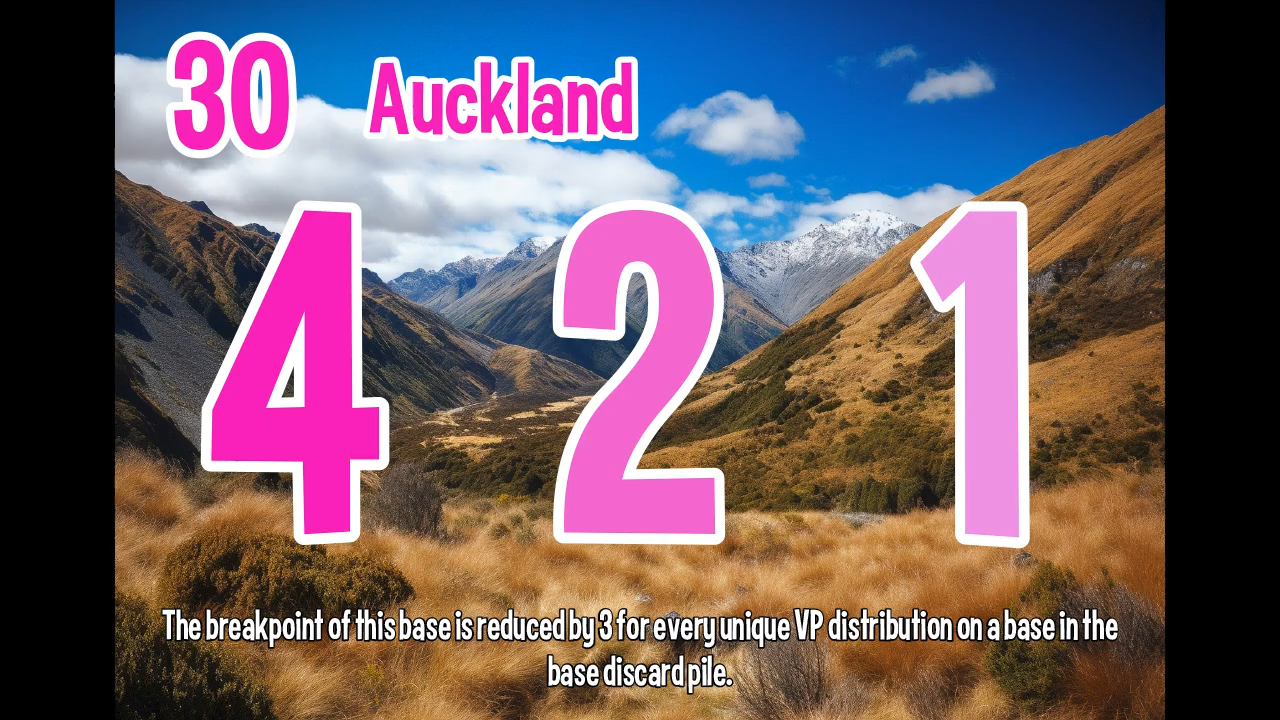 30 Auckland
4 2 1
The breakpoint of this base is reduced by 3 for every unique VP distribution on a base in the
base discard pile.